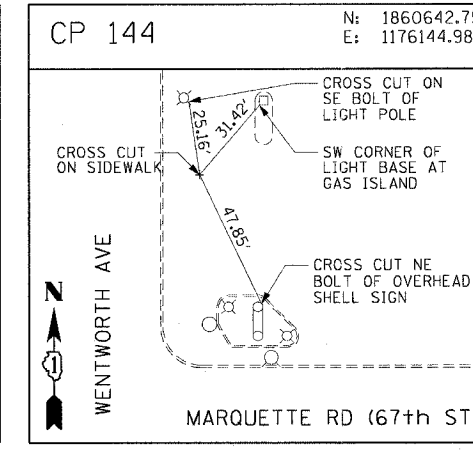 CP 144
N: 1860642.79
E: 1176144.98
CROSS CUT ON
SE BOLT OF
LIGHT POLE
25.16'
31.42'
CROSS CUT
ON SIDEWALK
SW CORNER OF
LIGHT BASE AT
GAS ISLAND
47.85'
CROSS CUT NE
BOLT OF OVERHEAD
SHELL SIGN
WENTWORTH AVE
N
1
MARQUETTE RD (67th ST